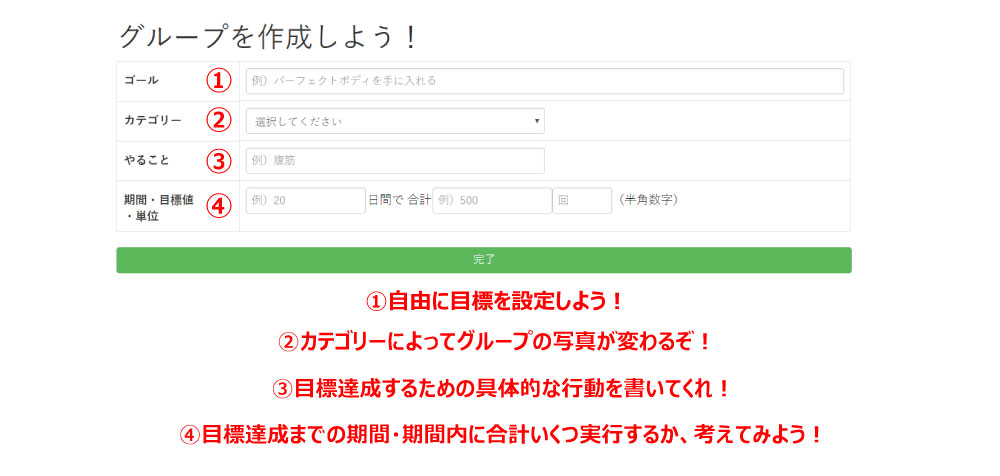 グループを作成しよう！
ゴール ① 例）パーフェクトボディを手に入れる
カテゴリー ② 選択してください
やること ③ 例）腹筋
期間・目標値
・単位 ④ 例）20 日間で 合計 例）500 回 （半角数字）
完了
①自由に目標を設定しよう！
②カテゴリーによってグループの写真が変わるぞ！
③目標達成するための具体的な行動を書いてくれ！
④目標達成までの期間・期間内に合計いくつ実行するか、考えてみよう！